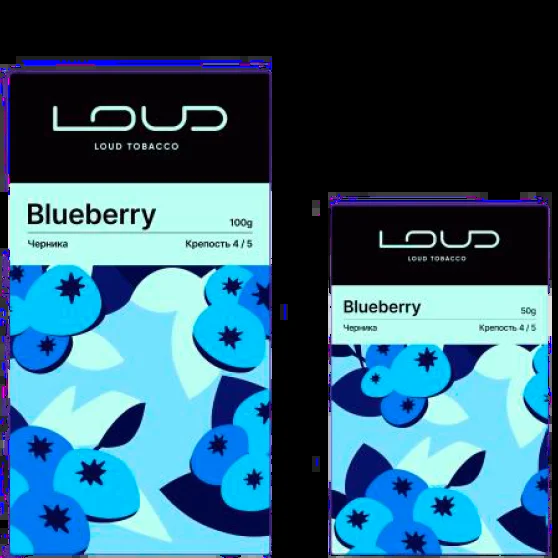 LOUD
LOUD TOBACCO
Blueberry 100g
Черника Крепость 4 / 5
LOUD
LOUD TOBACCO
Blueberry 50g
Черника Крепость 4 / 5